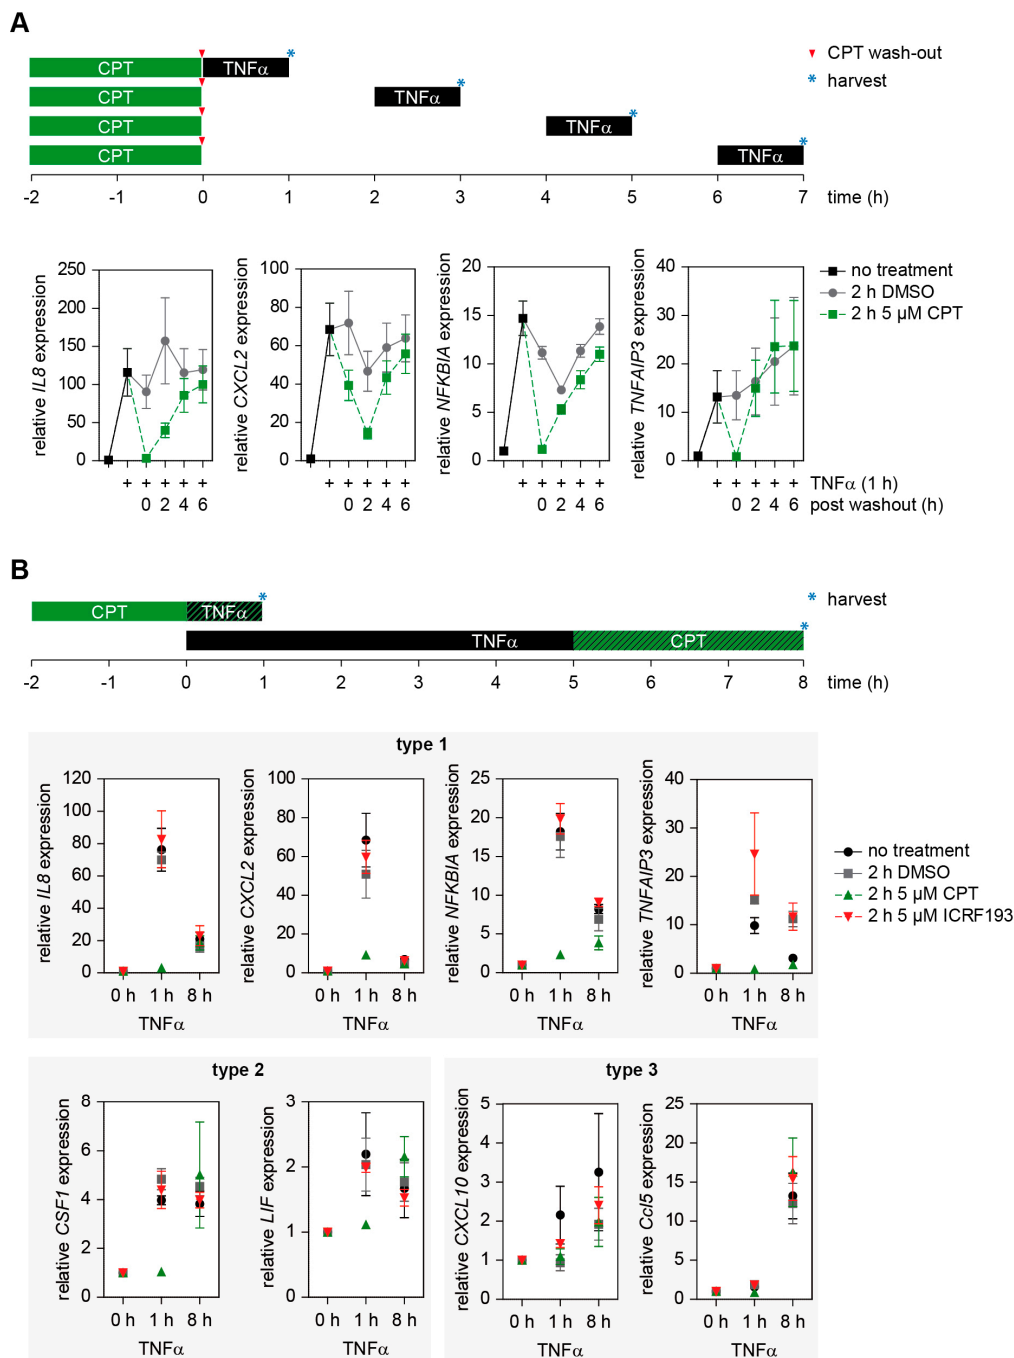 A
CPT TNFα * CPT wash-out
CPT TNFα * * harvest
CPT TNFα *
CPT TNFα *
-2 -1 0 1 2 3 4 5 6 7 time (h)
relative IL8 expression
250
200
150
100
50
0
relative CXCL2 expression
100
80
60
40
20
0
relative NFKBIA expression
20
15
10
5
0
relative TNFAIP3 expression
40
30
20
10
0
no treatment
2 h DMSO
2 h 5 µM CPT
+ + + + + + + + + + + + + + + + + + + + TNFα (1 h)
0 2 4 6 0 2 4 6 0 2 4 6 0 2 4 6 post washout (h)
B
CPT TNFα * * harvest
TNFα CPT *
-2 -1 0 1 2 3 4 5 6 7 8 time (h)
type 1
relative IL8 expression
120
100
80
60
40
20
0
0 h 1 h 8 h
TNFα
relative CXCL2 expression
100
80
60
40
20
0
0 h 1 h 8 h
TNFα
relative NFKBIA expression
25
20
15
10
5
0
0 h 1 h 8 h
TNFα
relative TNFAIP3 expression
40
30
20
10
0
0 h 1 h 8 h
TNFα
no treatment
2 h DMSO
2 h 5 µM CPT
2 h 5 µM ICRF193
type 2
relative CSF1 expression
8
6
4
2
0
0 h 1 h 8 h
TNFα
relative LIF expression
3
2
1
0
0 h 1 h 8 h
TNFα
type 3
relative CXCL10 expression
5
4
3
2
1
0
0 h 1 h 8 h
TNFα
relative Ccl5 expression
25
20
15
10
5
0
0 h 1 h 8 h
TNFα